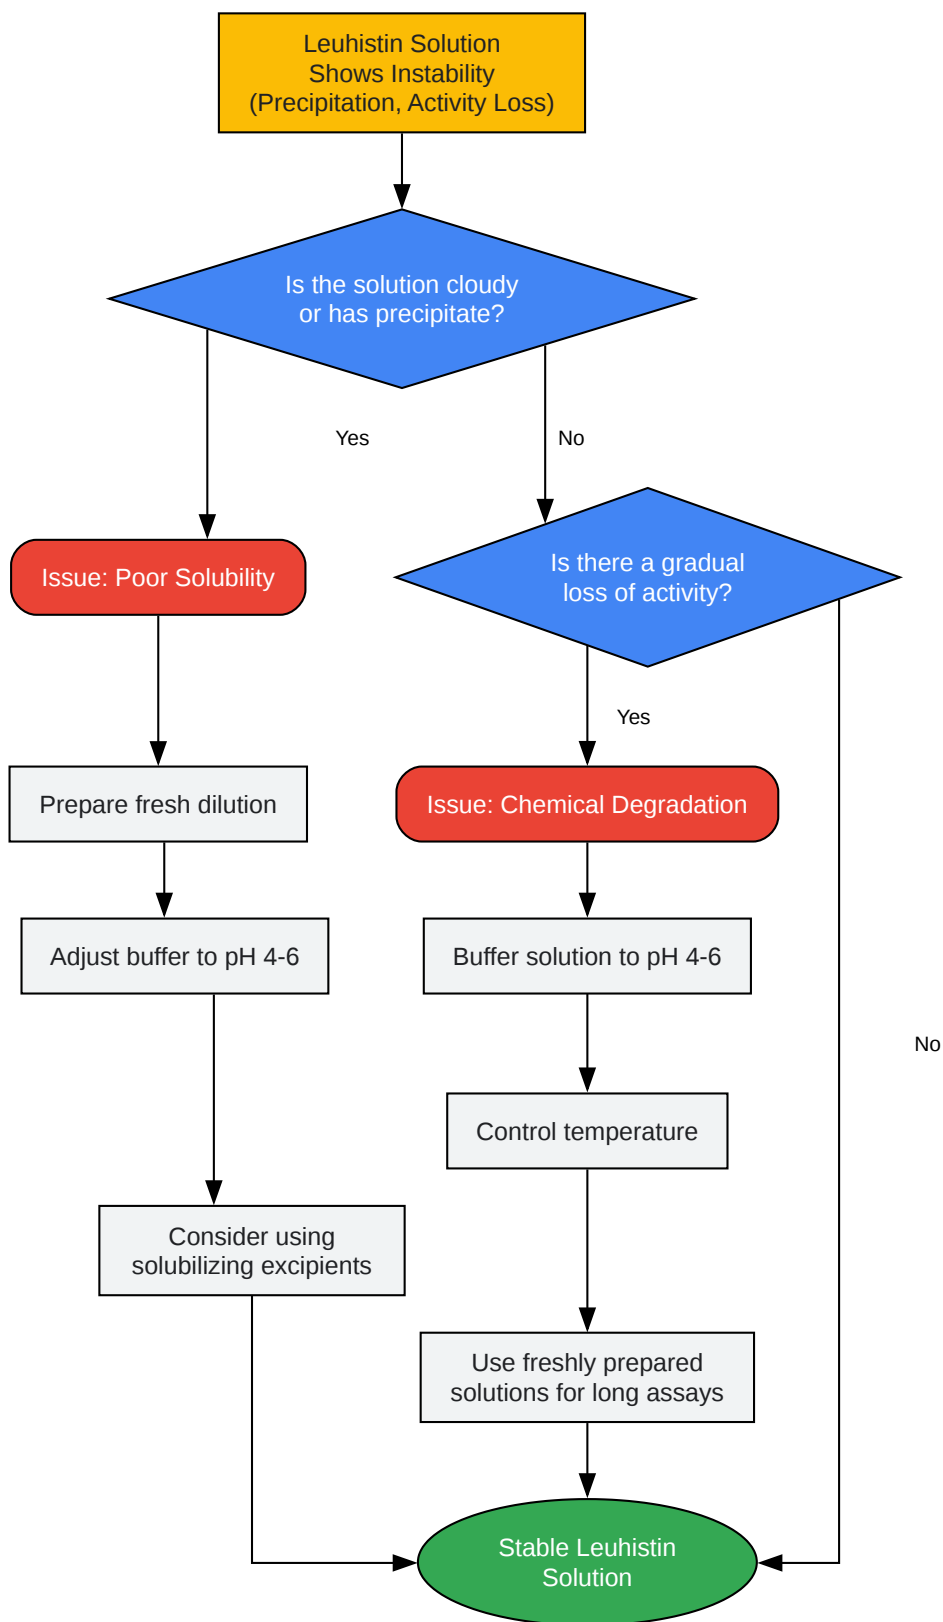 Leuhistin Solution
Shows Instability
(Precipitation, Activity Loss)
Is the solution cloudy
or has precipitate?
Yes
No
Issue: Poor Solubility
Is there a gradual
loss of activity?
Yes
Prepare fresh dilution
Issue: Chemical Degradation
Adjust buffer to pH 4-6
Buffer solution to pH 4-6
No
Control temperature
Consider using
solubilizing excipients
Use freshly prepared
solutions for long assays
Stable Leuhistin
Solution